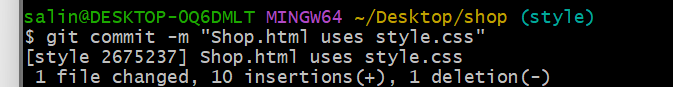 salin@DESKTOP-OQ6DMLT MINGW64 ~/Desktop/shop (style)
$ git commit -m "Shop.html uses style.css"
[style 2675237] Shop.html uses style.css
 1 file changed, 10 insertions(+), 1 deletion(-)